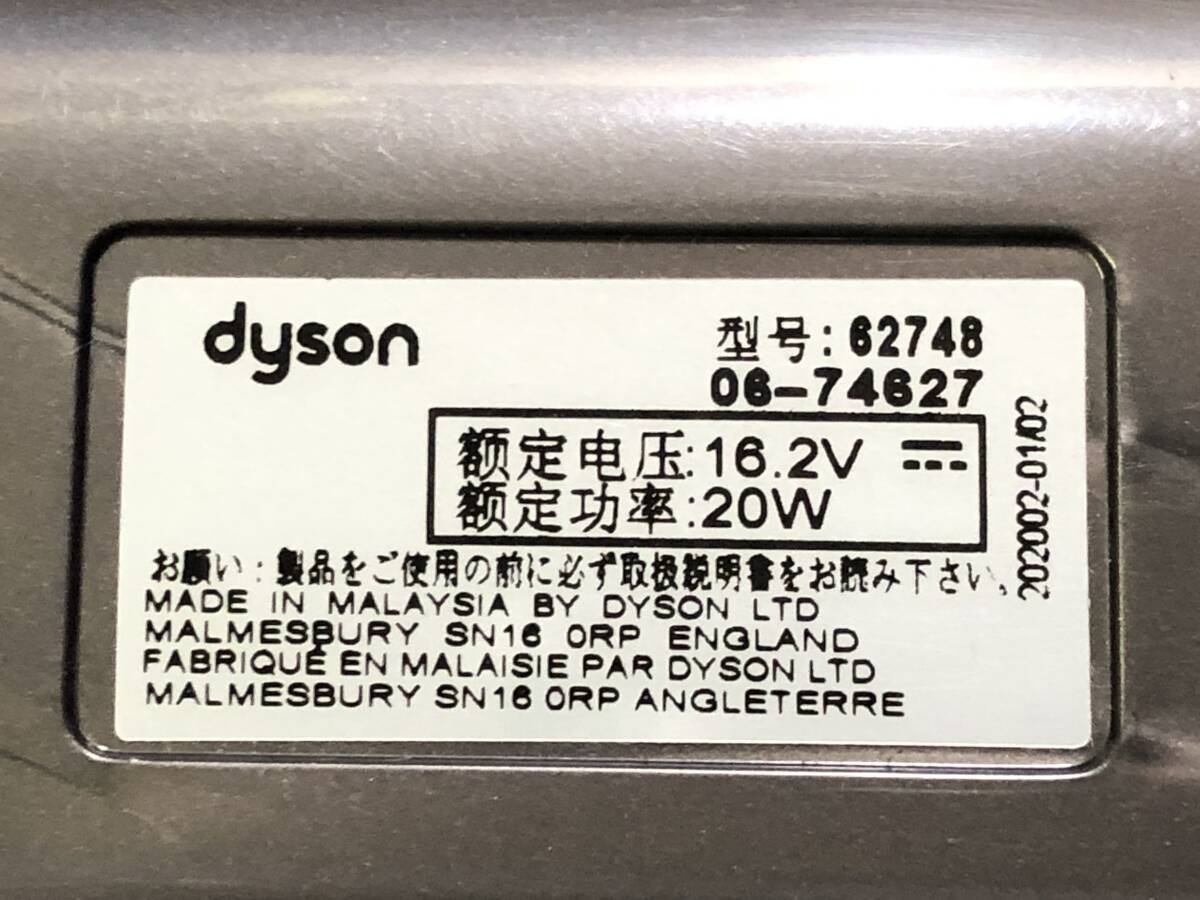 dyson
型号: 62748
06-74627
额定电压:16.2V
额定功率:20W
202002-01/02
お願い:製品をご使用の前に必ず取扱説明書をお読み下さい。
MADE IN MALAYSIA BY DYSON LTD
MALMESBURY SN16 0RP ENGLAND
FABRIQUÉ EN MALAISIE PAR DYSON LTD
MALMESBURY SN16 0RP ANGLETERRE